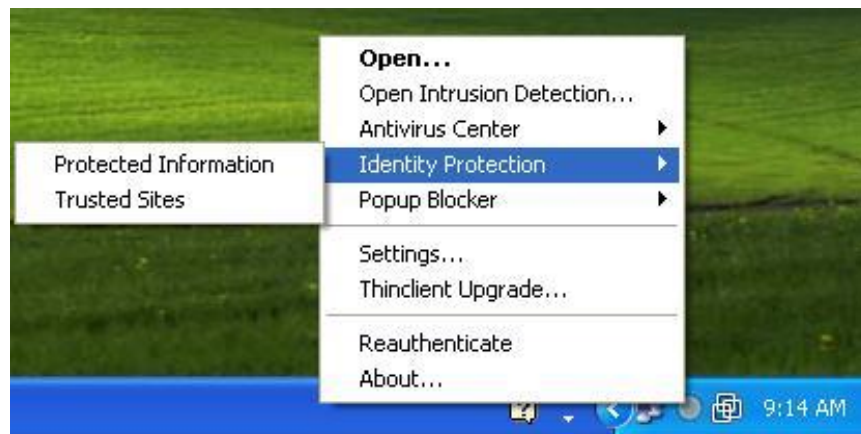 Open...
Open Intrusion Detection...
Antivirus Center
Protected Information
Identity Protection
Trusted Sites
Popup Blocker
Settings...
Thinclient Upgrade...
Reauthenticate
About...
9:14 AM